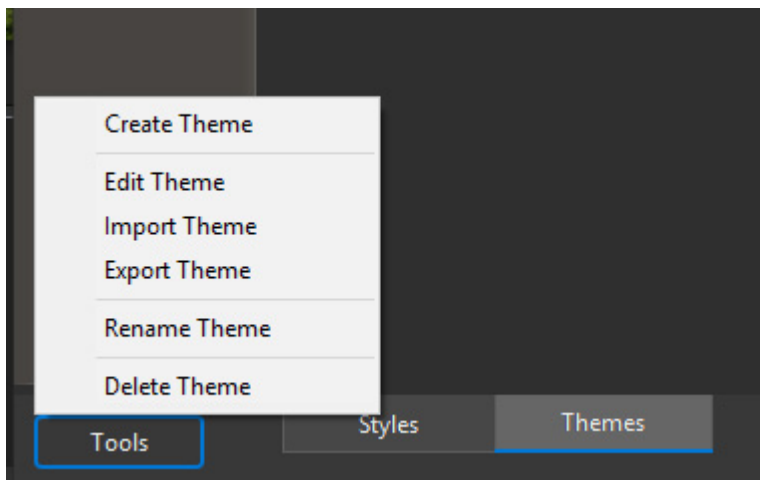 Create Theme
Edit Theme
Import Theme
Export Theme
Rename Theme
Delete Theme
Tools
Styles
Themes